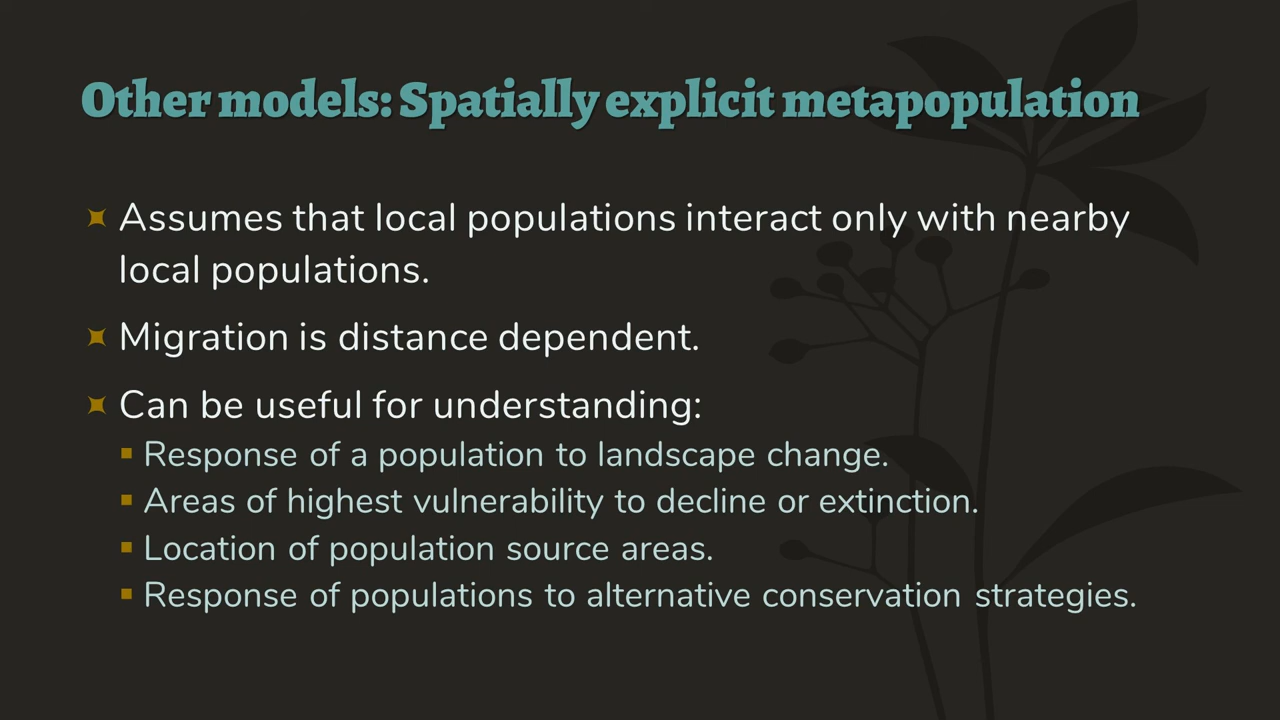 Other models: Spatially explicit metapopulation
Assumes that local populations interact only with nearby
local populations.
Migration is distance dependent.
Can be useful for understanding:
Response of a population to landscape change.
Areas of highest vulnerability to decline or extinction.
Location of population source areas.
Response of populations to alternative conservation strategies.